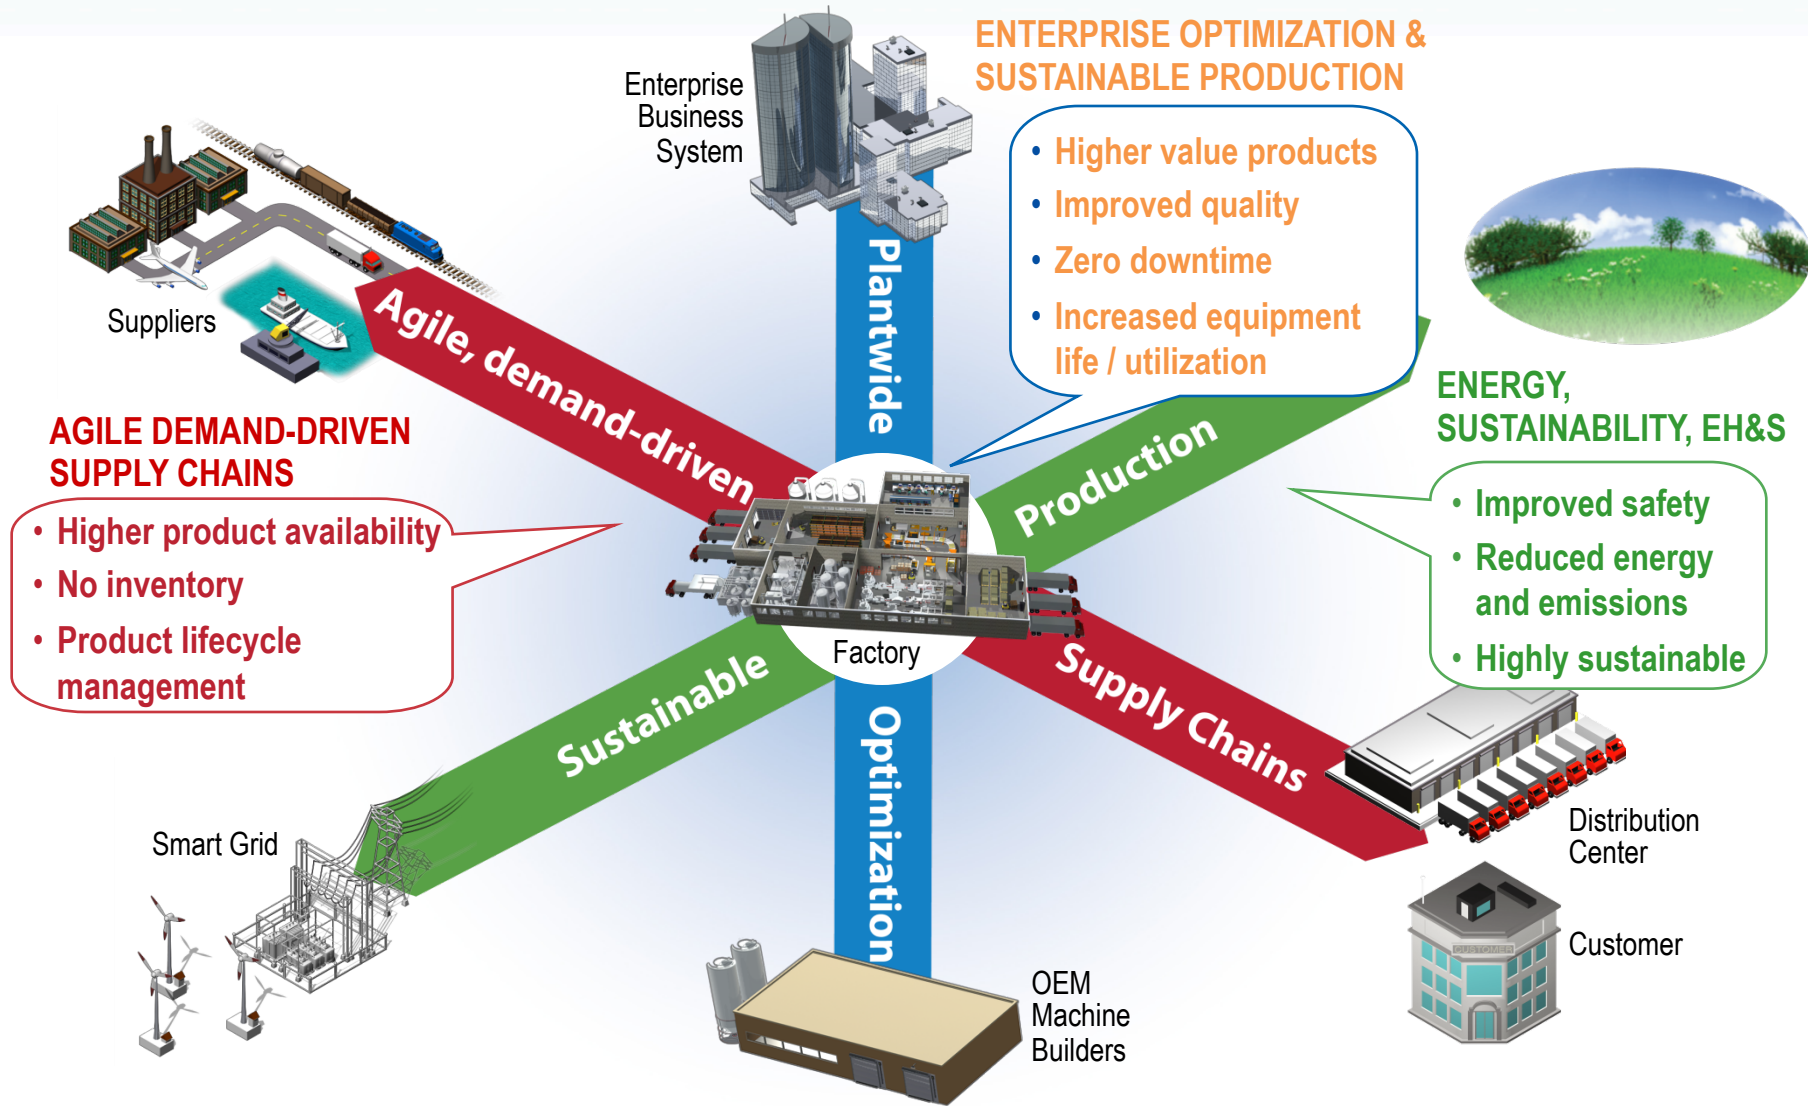 ENTERPRISE OPTIMIZATION &
SUSTAINABLE PRODUCTION
• Higher value products
• Improved quality
• Zero downtime
• Increased equipment
life / utilization
Enterprise
Business
System
Suppliers
Agile, demand-driven
Plantwide
Production
ENERGY,
SUSTAINABILITY, EH&S
• Improved safety
• Reduced energy
and emissions
• Highly sustainable
AGILE DEMAND-DRIVEN
SUPPLY CHAINS
• Higher product availability
• No inventory
• Product lifecycle
management
Factory
Sustainable
Optimization
Supply Chains
Smart Grid
Distribution
Center
CUSTOMER
Customer
OEM
Machine
Builders